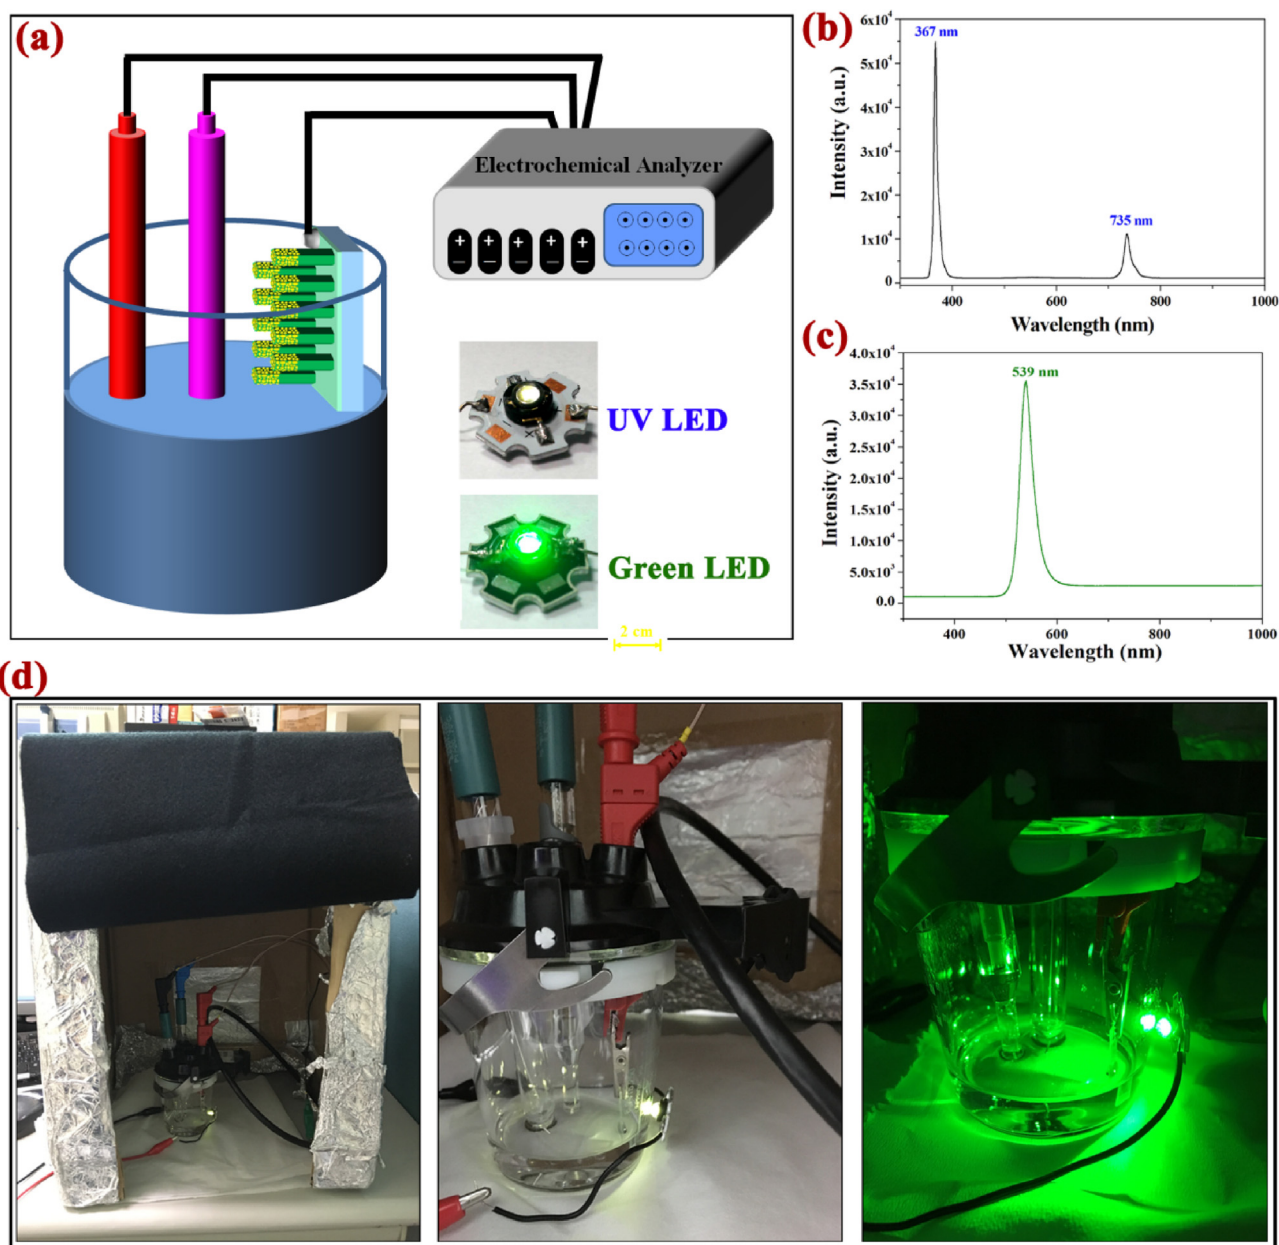 (a)
Electrochemical Analyzer
+ + + + +
− − − − −
UV LED
Green LED
2 cm
(b)
367 nm
735 nm
6x10⁴
5x10⁴
4x10⁴
3x10⁴
2x10⁴
1x10⁴
0
Intensity (a.u.)
400 600 800 1000
Wavelength (nm)
(c)
539 nm
4.0x10⁴
3.5x10⁴
3.0x10⁴
2.5x10⁴
2.0x10⁴
1.5x10⁴
1.0x10⁴
5.0x10³
0.0
Intensity (a.u.)
400 600 800 1000
Wavelength (nm)
(d)